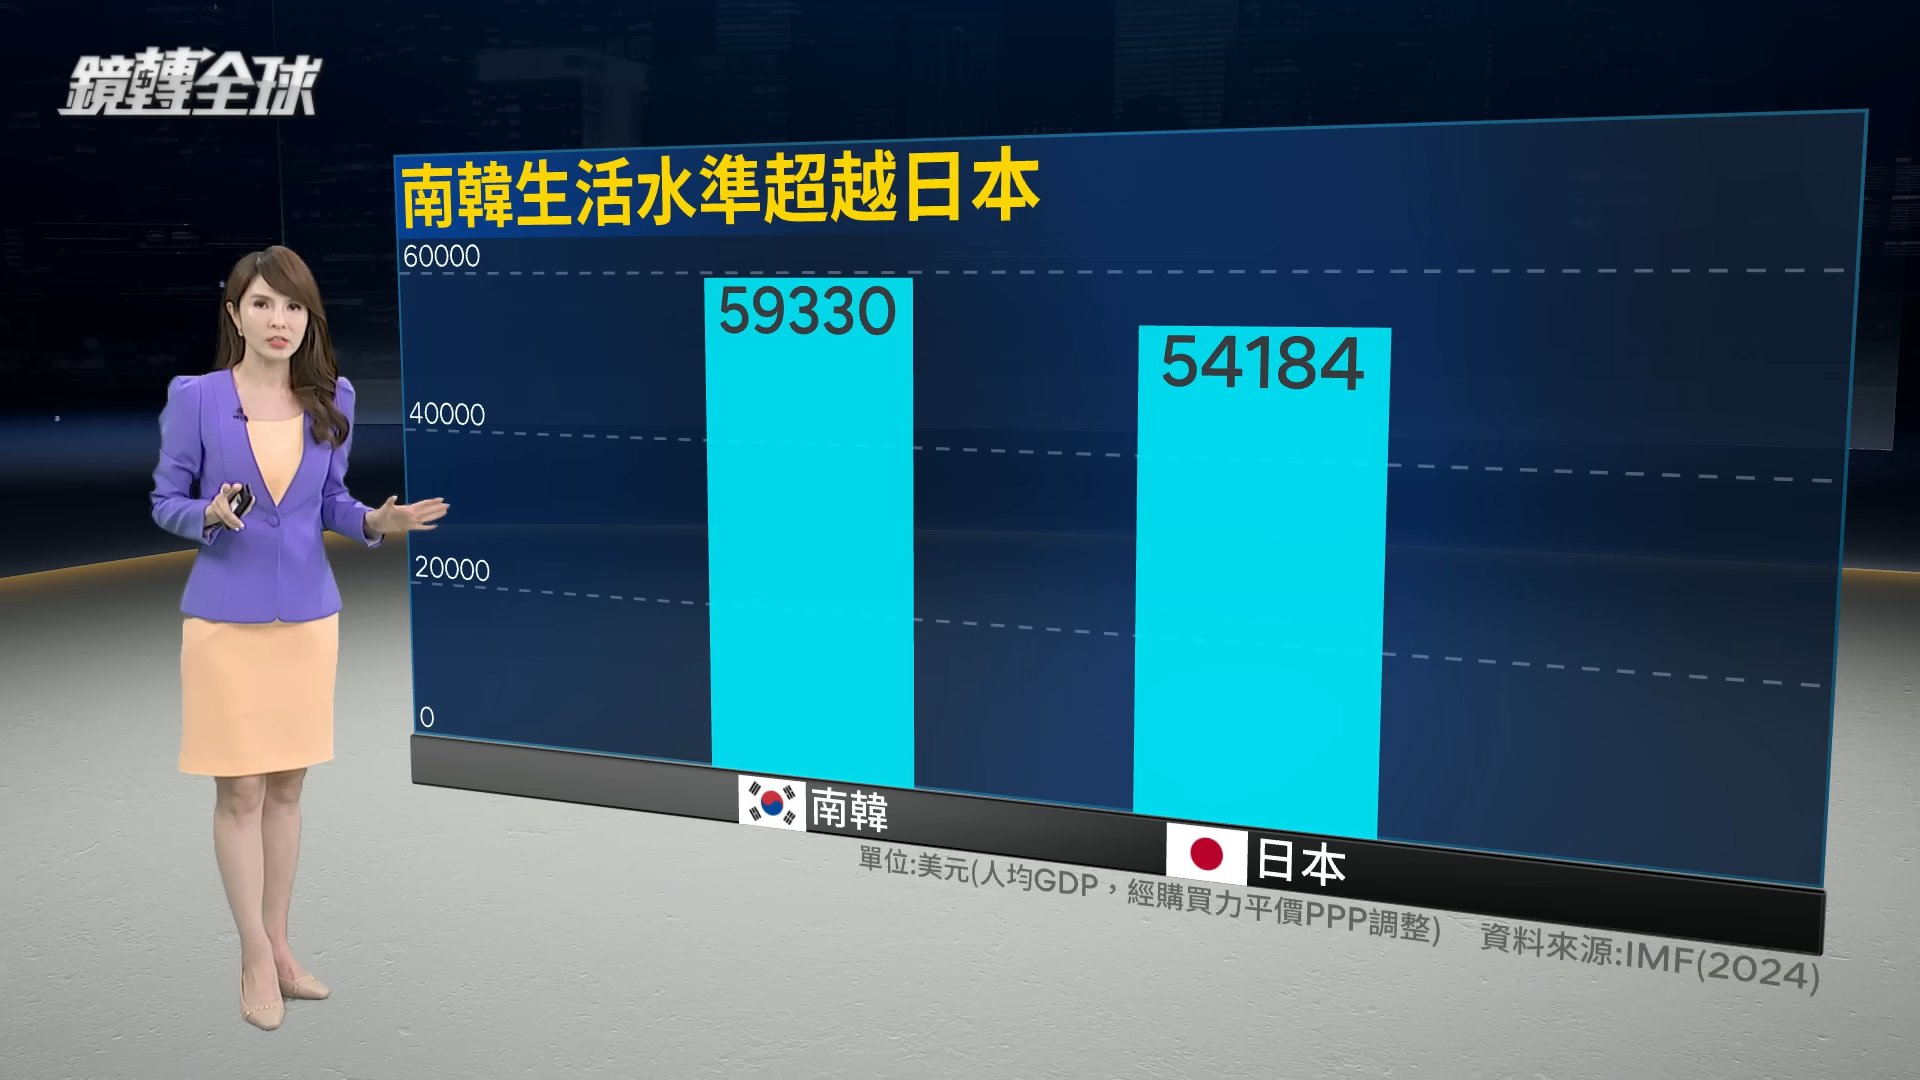 鏡轉全球
南韓生活水準超越日本
60000
59330
54184
40000
20000
0
南韓
日本
單位:美元(人均GDP，經購買力平價PPP調整)
資料來源:IMF(2024)